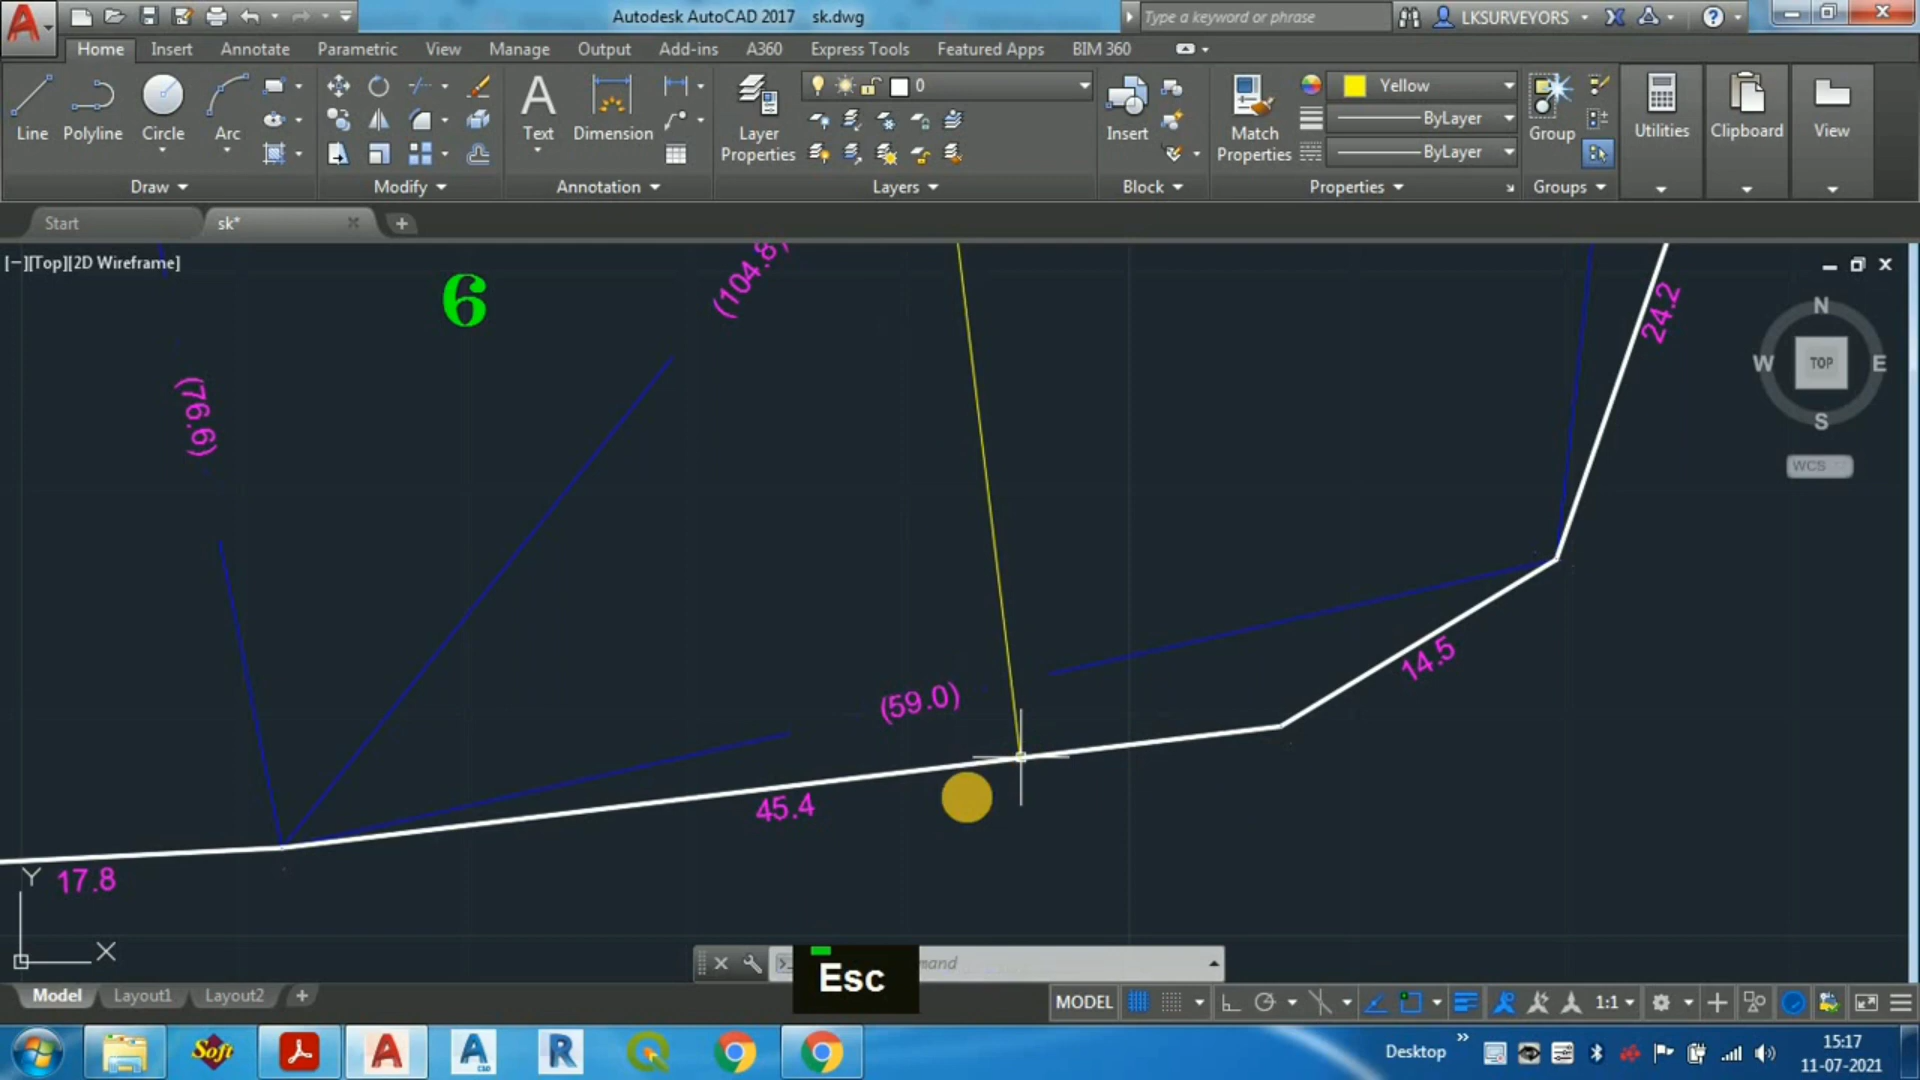 Autodesk AutoCAD 2017 sk.dwg
Type a keyword or phrase
LKSURVEYORS
Home Insert Annotate Parametric View Manage Output Add-ins A360 Express Tools Featured Apps BIM 360
0
Yellow
Line Polyline Circle Arc
Text Dimension
Layer Properties
Insert
Match Properties
ByLayer
ByLayer
Group
Utilities Clipboard View
Draw Modify Annotation Layers Block Properties Groups
Start sk*
[−][Top][2D Wireframe]
N
W TOP E
S
WCS
6
(104.8)
24.2
(76.6)
14.5
(59.0)
45.4
17.8
Y
X
Esc
Model Layout1 Layout2
MODEL
1:1
Soft
Desktop
15:17
11-07-2021